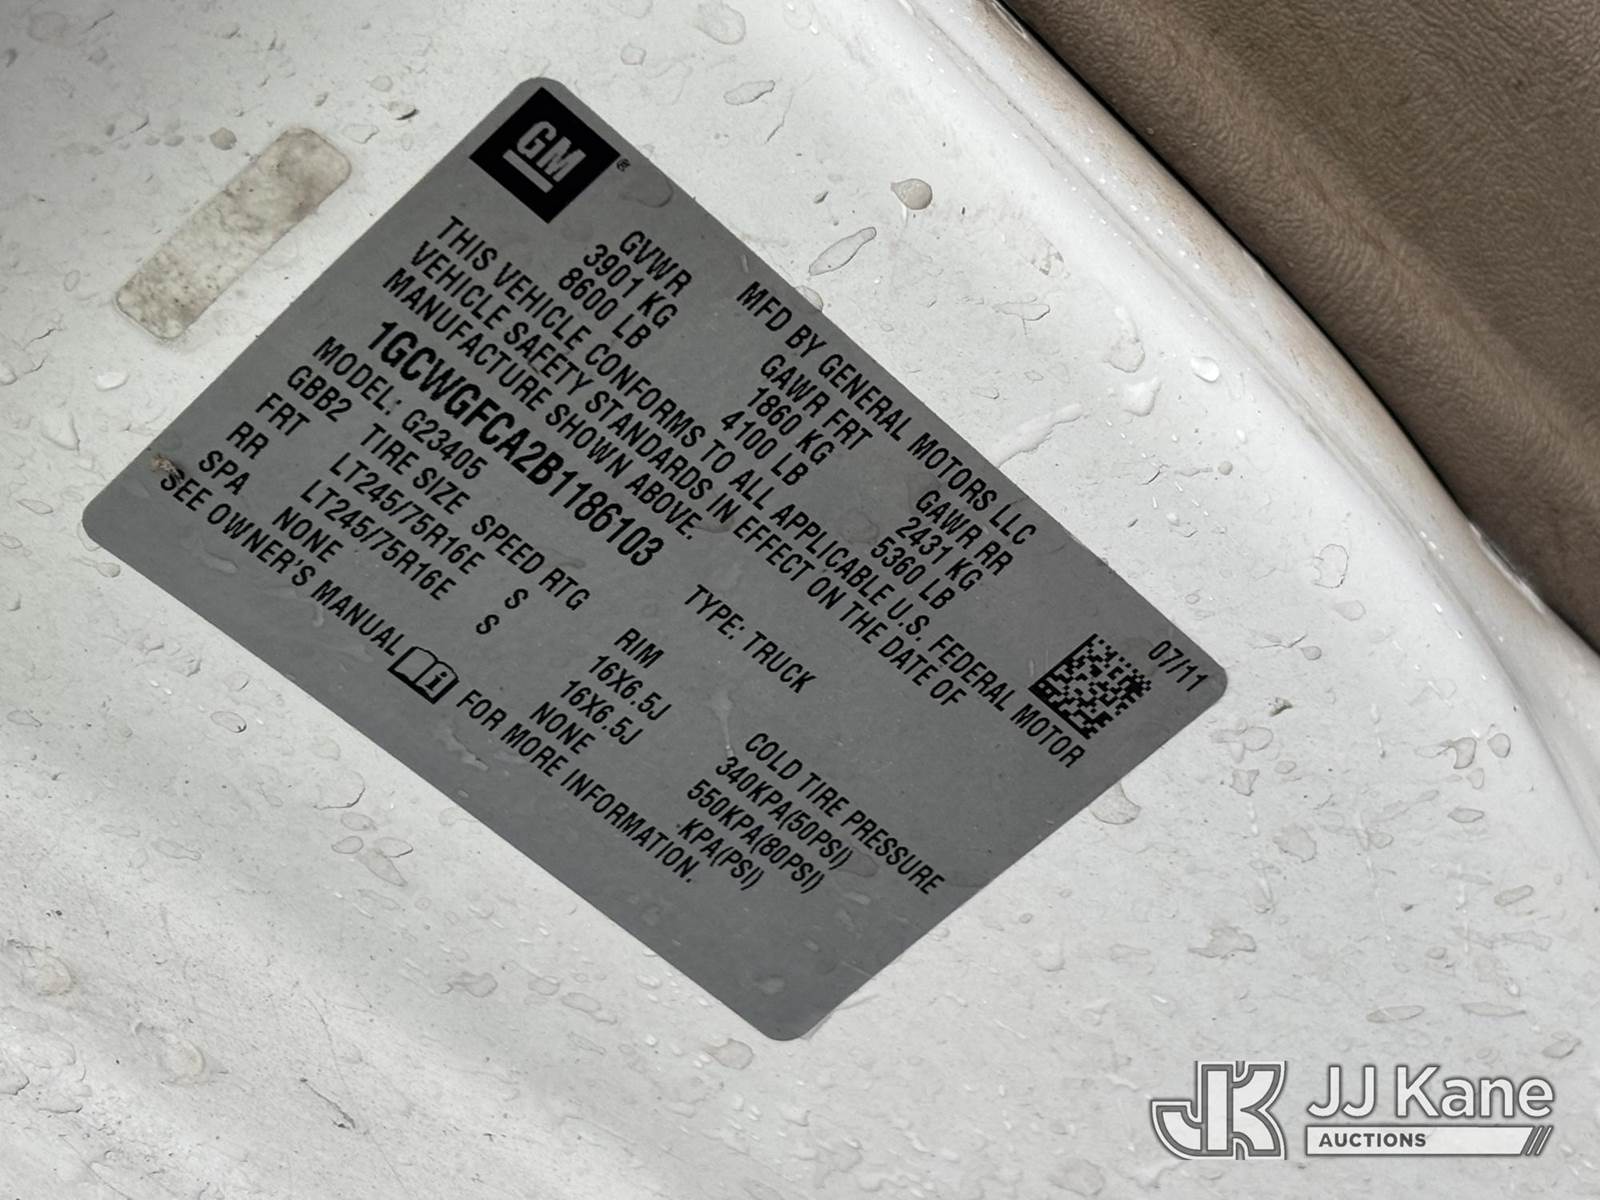 GM ®
MFD BY GENERAL MOTORS LLC 07/11
GVWR GAWR FRT GAWR RR
3901 KG 1860 KG 2431 KG
8600 LB 4100 LB 5360 LB
THIS VEHICLE CONFORMS TO ALL APPLICABLE U.S. FEDERAL MOTOR
VEHICLE SAFETY STANDARDS IN EFFECT ON THE DATE OF
MANUFACTURE SHOWN ABOVE.
1GCWGFCA2B1186103 TYPE: TRUCK
MODEL: G23405
GBB2 TIRE SIZE SPEED RTG RIM COLD TIRE PRESSURE
FRT LT245/75R16E S 16X6.5J 340KPA(50PSI)
RR LT245/75R16E S 16X6.5J 550KPA(80PSI)
SPA NONE NONE KPA(PSI)
SEE OWNER'S MANUAL i FOR MORE INFORMATION.
JK JJ Kane
AUCTIONS